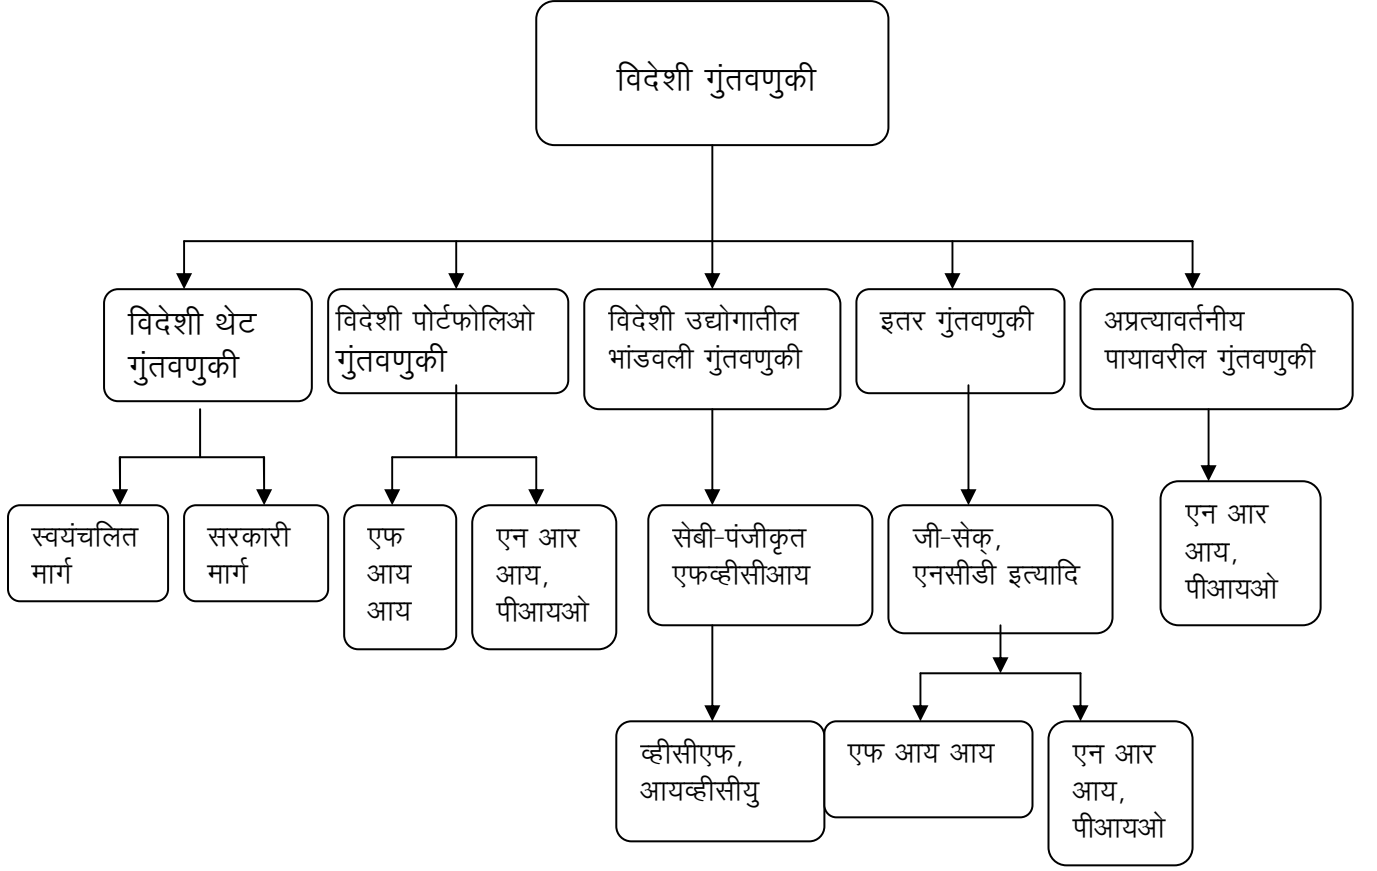 विदेशी गुंतवणुकी
विदेशी थेट
गुंतवणुकी
विदेशी पोर्टफोलिओ
गुंतवणुकी
विदेशी उद्योगातील
भांडवली गुंतवणुकी
इतर गुंतवणुकी
अप्रत्यावर्तनीय
पायावरील गुंतवणुकी
स्वयंचलित
मार्ग
सरकारी
मार्ग
एफ
आय
आय
एन आर
आय,
पीआयओ
सेबी-पंजीकृत
एफव्हीसीआय
जी-सेक्,
एनसीडी इत्यादि
एन आर
आय,
पीआयओ
व्हीसीएफ,
आयव्हीसीयु
एफ आय आय
एन आर
आय,
पीआयओ